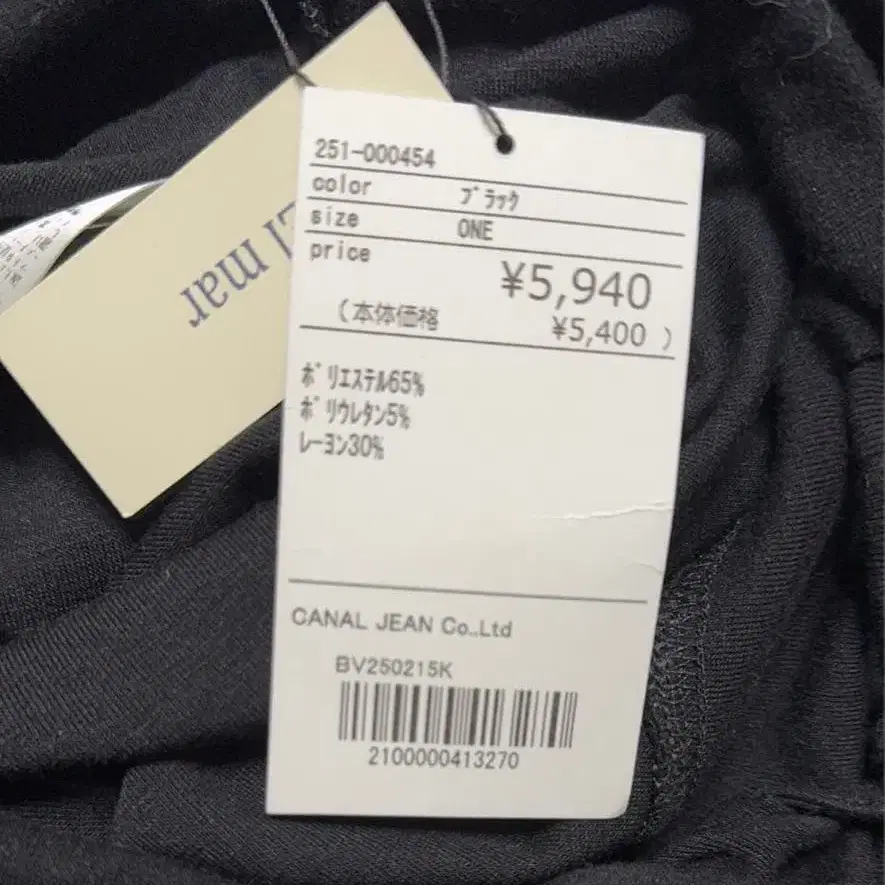 251-000454
color ブラック
size ONE
price ¥5,940
(本体価格 ¥5,400 )
ポリエステル65%
ポリウレタン5%
レーヨン30%
CANAL JEAN Co.,Ltd
BV250215K
2100000413270
mar